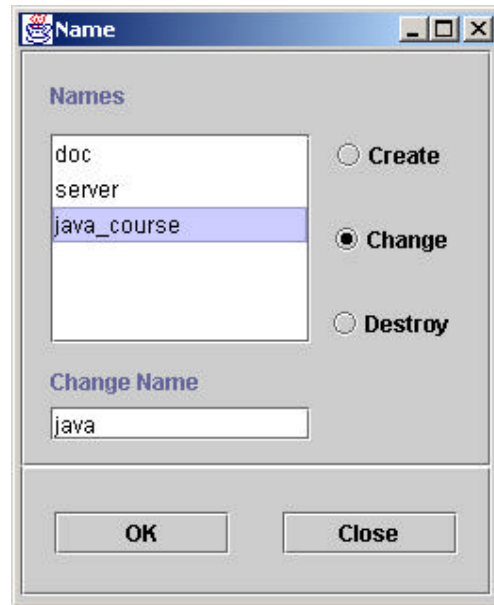 Name
Names
doc
server
java_course
Create
Change
Destroy
Change Name
java
OK
Close